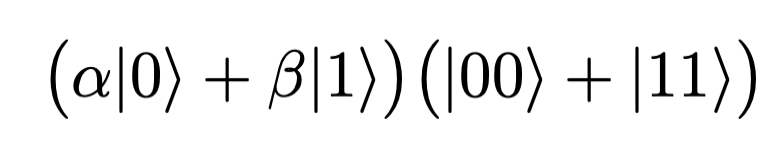 (α|0⟩ + β|1⟩)(|00⟩ + |11⟩)